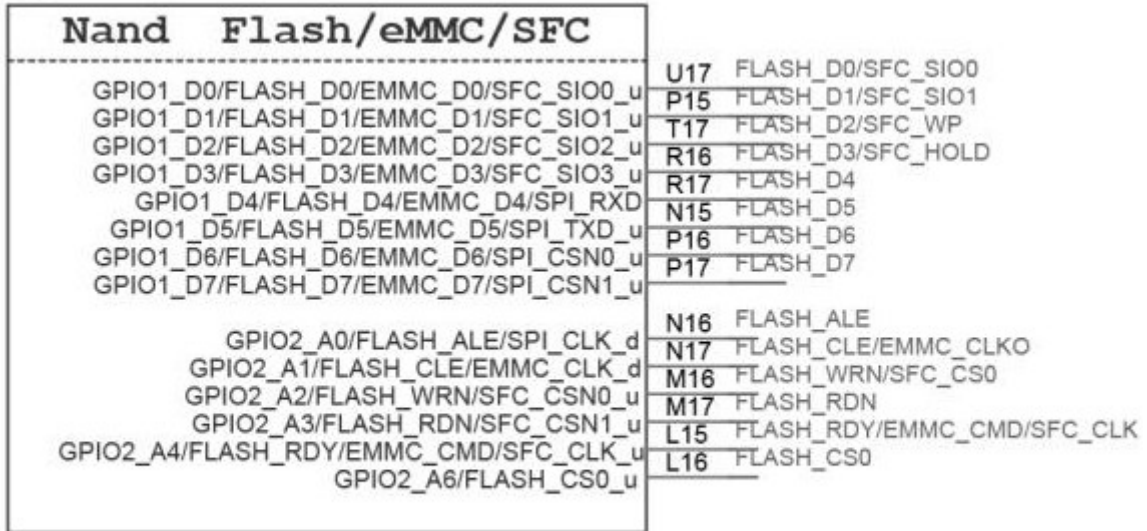 Nand Flash/eMMC/SFC
GPIO1_D0/FLASH_D0/EMMC_D0/SFC_SIO0_u U17 FLASH_D0/SFC_SIO0
GPIO1_D1/FLASH_D1/EMMC_D1/SFC_SIO1_u P15 FLASH_D1/SFC_SIO1
GPIO1_D2/FLASH_D2/EMMC_D2/SFC_SIO2_u T17 FLASH_D2/SFC_WP
GPIO1_D3/FLASH_D3/EMMC_D3/SFC_SIO3_u R16 FLASH_D3/SFC_HOLD
GPIO1_D4/FLASH_D4/EMMC_D4/SPI_RXD R17 FLASH_D4
GPIO1_D5/FLASH_D5/EMMC_D5/SPI_TXD_u N15 FLASH_D5
GPIO1_D6/FLASH_D6/EMMC_D6/SPI_CSN0_u P16 FLASH_D6
GPIO1_D7/FLASH_D7/EMMC_D7/SPI_CSN1_u P17 FLASH_D7
GPIO2_A0/FLASH_ALE/SPI_CLK_d N16 FLASH_ALE
GPIO2_A1/FLASH_CLE/EMMC_CLK_d N17 FLASH_CLE/EMMC_CLKO
GPIO2_A2/FLASH_WRN/SFC_CSN0_u M16 FLASH_WRN/SFC_CS0
GPIO2_A3/FLASH_RDN/SFC_CSN1_u M17 FLASH_RDN
GPIO2_A4/FLASH_RDY/EMMC_CMD/SFC_CLK_u L15 FLASH_RDY/EMMC_CMD/SFC_CLK
GPIO2_A6/FLASH_CS0_u L16 FLASH_CS0